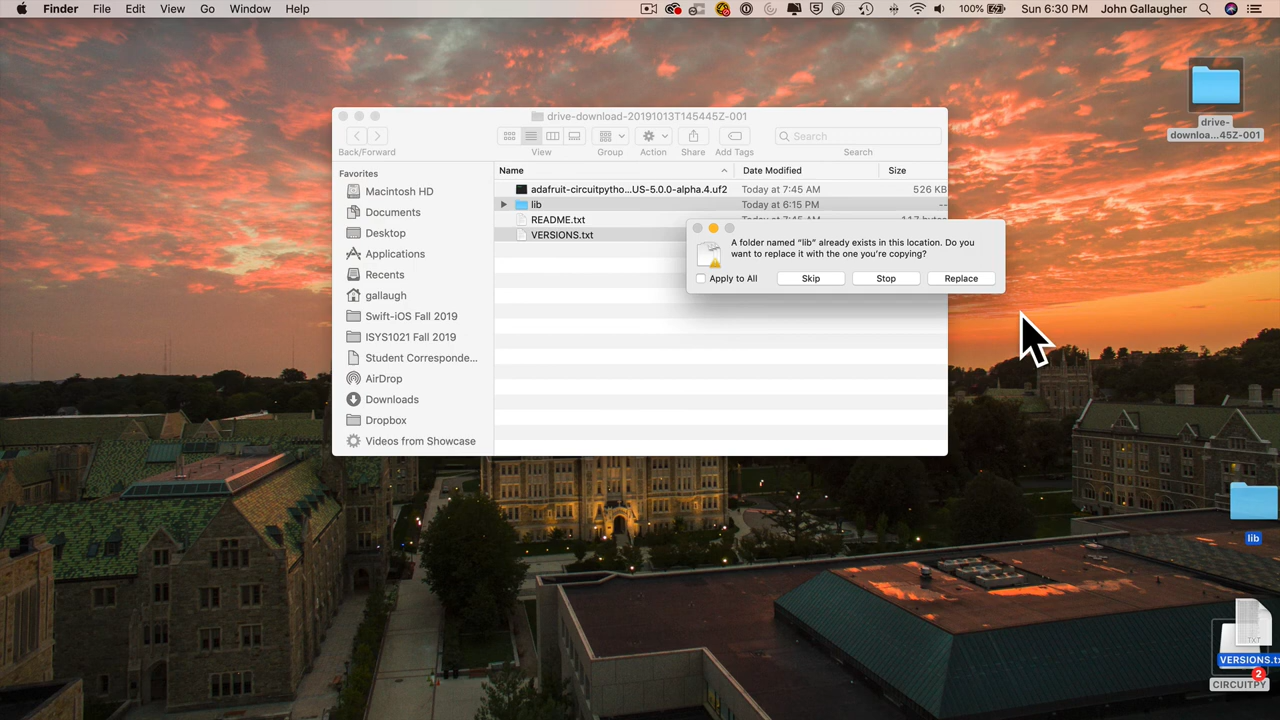 Finder File Edit View Go Window Help 100% Sun 6:30 PM John Gallaugher
drive-download-20191013T145445Z-001
Search
Back/Forward View Group Action Share Add Tags Search
Favorites
Macintosh HD
Documents
Desktop
Applications
Recents
gallaugh
Swift-iOS Fall 2019
ISYS1021 Fall 2019
Student Corresponde...
AirDrop
Downloads
Dropbox
Videos from Showcase
Name Date Modified Size
adafruit-circuitpytho...US-5.0.0-alpha.4.uf2 Today at 7:45 AM 526 KB
lib Today at 6:15 PM --
README.txt
VERSIONS.txt
A folder named “lib” already exists in this location. Do you
want to replace it with the one you’re copying?
Apply to All Skip Stop Replace
drive-
downloa...45Z-001
lib
TXT
VERSIONS.tx
2
CIRCUITPY